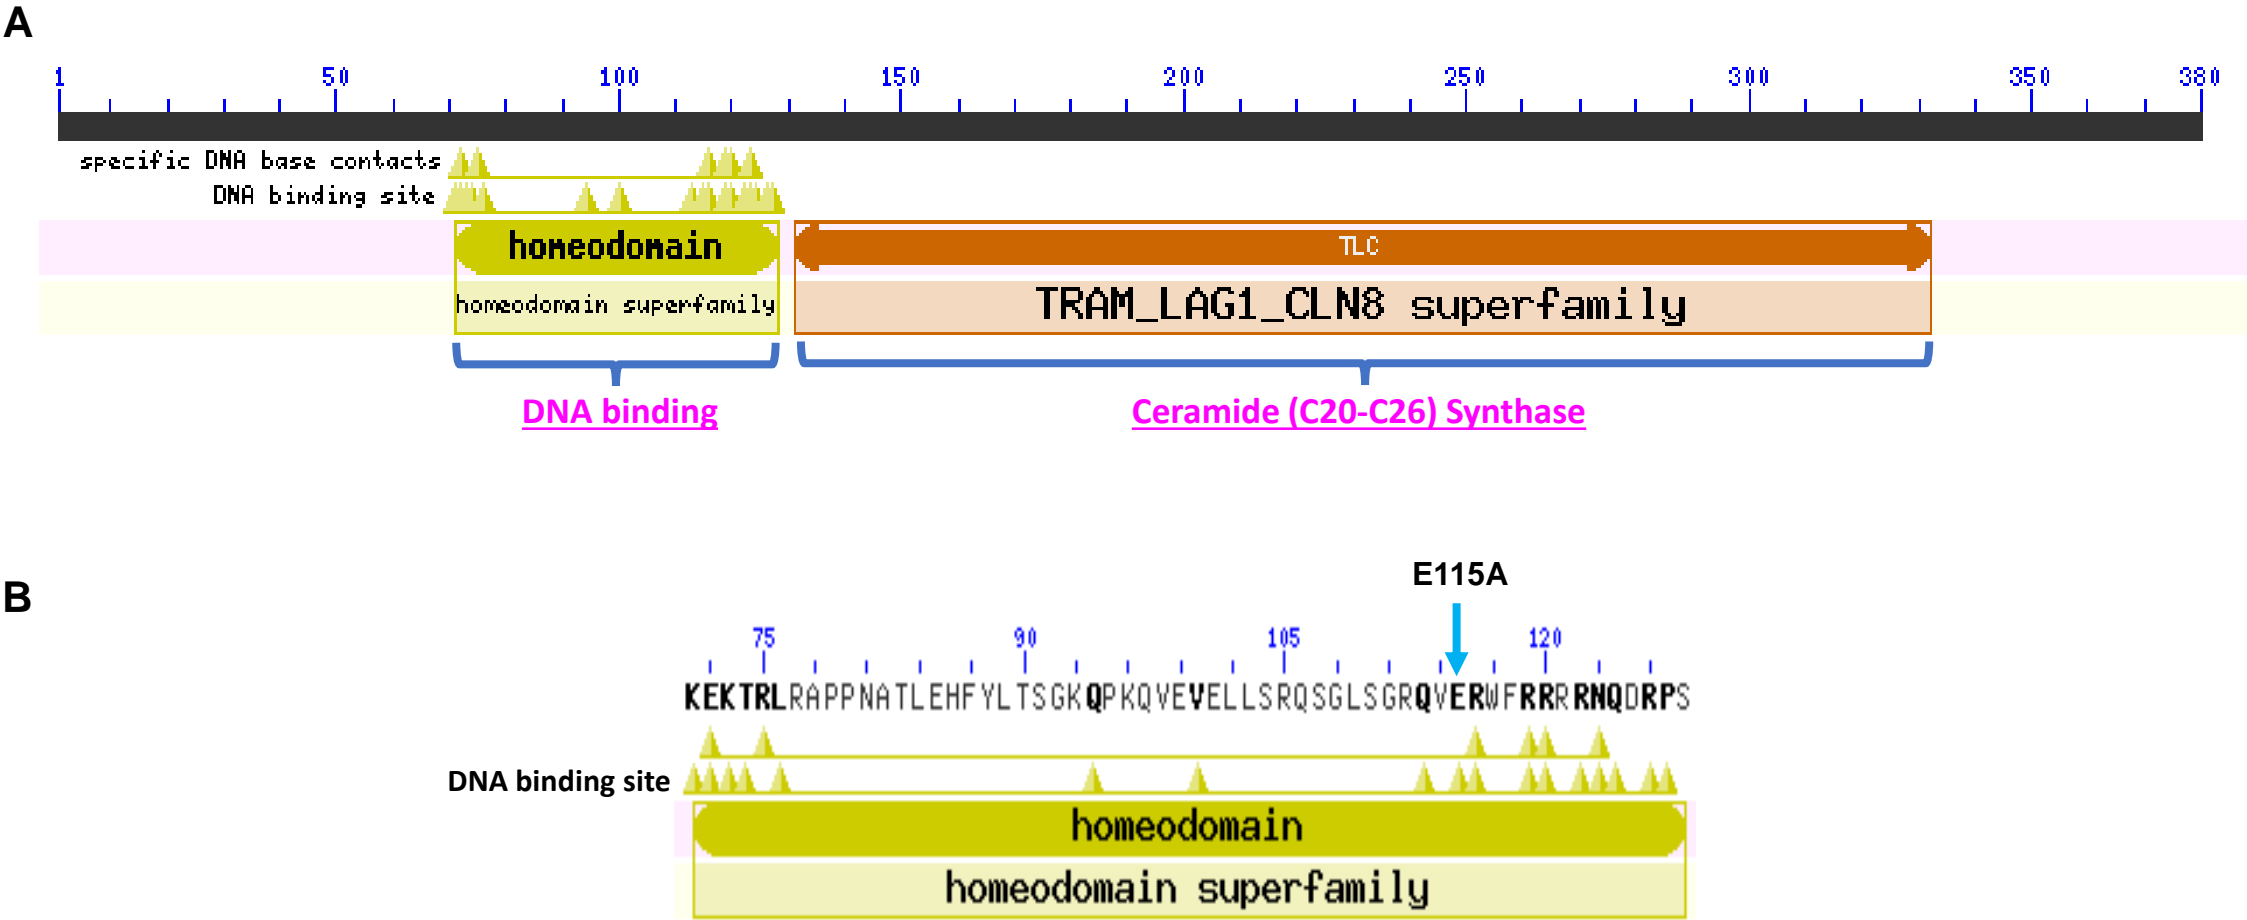 A
1 50 100 150 200 250 300 350 380
specific DNA base contacts
DNA binding site
homeodomain TLC
homeodomain superfamily TRAM_LAG1_CLN8 superfamily
DNA binding Ceramide (C20-C26) Synthase
E115A
B
75 90 105 120
KEKTRLRAPPNATLEHFYLTSGKQPKQVEVELLSRQSGLSGRQVERWFRRRRNQDRPS
DNA binding site
homeodomain
homeodomain superfamily